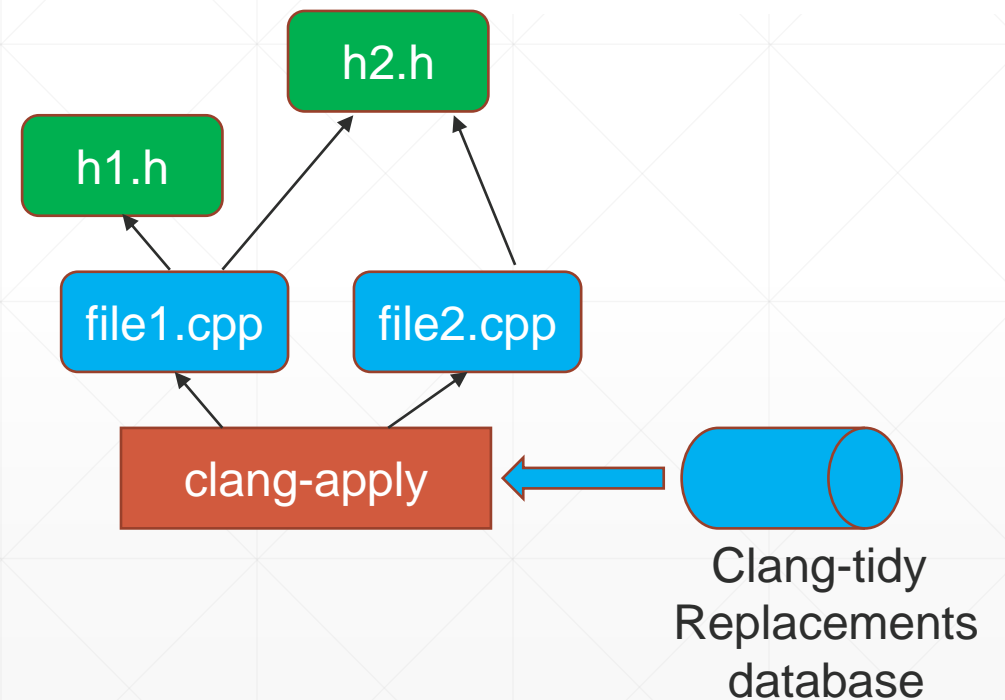 h2.h
h1.h
file1.cpp
file2.cpp
clang-apply
Clang-tidy
Replacements
database